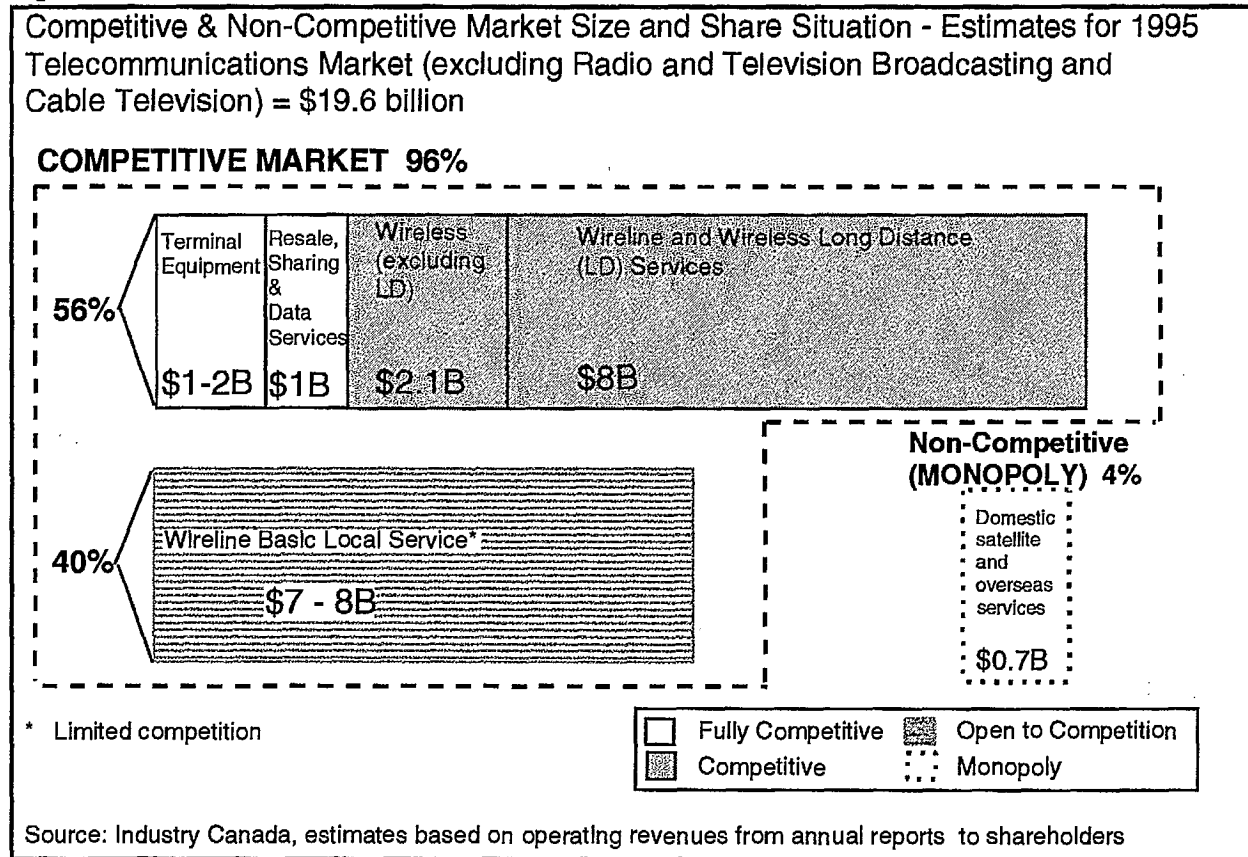 Competitive & Non-Competitive Market Size and Share Situation - Estimates for 1995
Telecommunications Market (excluding Radio and Television Broadcasting and
Cable Television) = $19.6 billion
COMPETITIVE MARKET 96%
56%
Terminal
Equipment
$1-2B
Resale,
Sharing
&
Data
Services
$1B
Wireless
(excluding
LD)
$2.1B
Wireline and Wireless Long Distance
(LD) Services
$8B
Non-Competitive
(MONOPOLY) 4%
Domestic
satellite
and
overseas
services
$0.7B
40%
Wireline Basic Local Service*
$7 - 8B
* Limited competition
Fully Competitive
Open to Competition
Competitive
Monopoly
Source: Industry Canada, estimates based on operating revenues from annual reports to shareholders